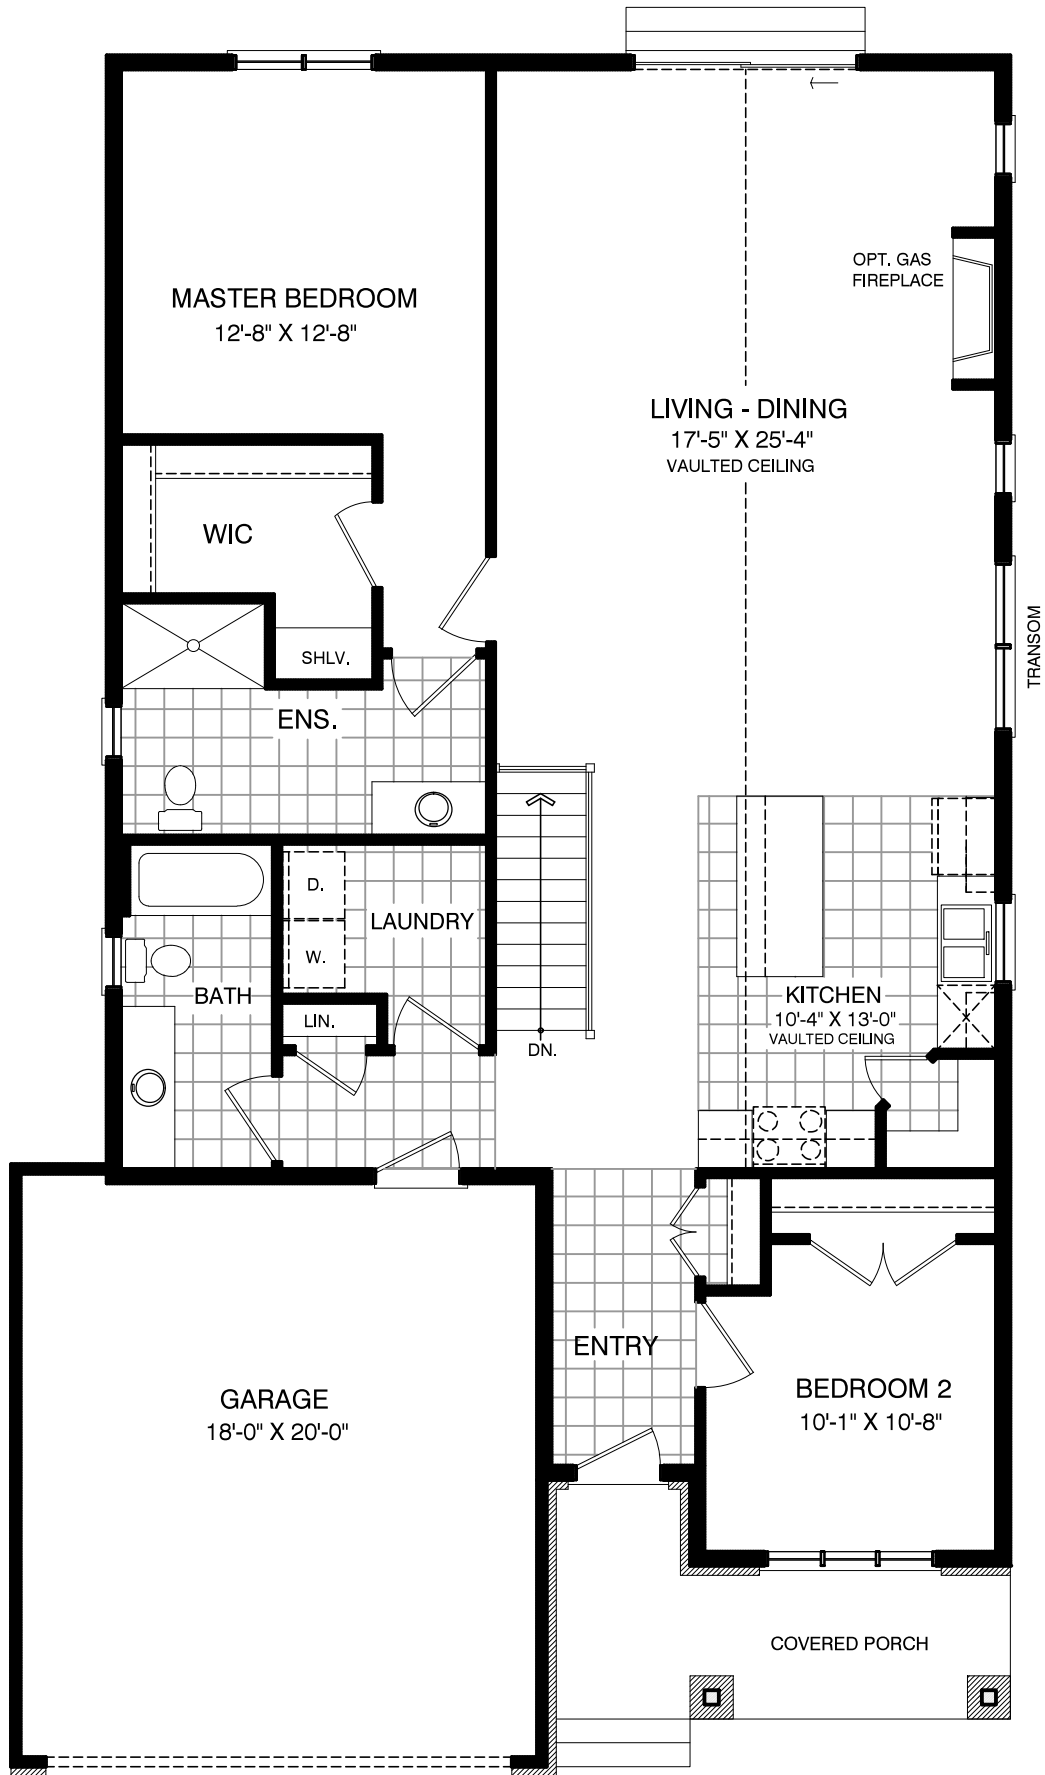 OPT. GAS
FIREPLACE
MASTER BEDROOM
12'-8" X 12'-8"
LIVING - DINING
17'-5" X 25'-4"
VAULTED CEILING
WIC
TRANSOM
SHLV.
ENS.
D.
LAUNDRY
W.
BATH
KITCHEN
10'-4" X 13'-0"
VAULTED CEILING
LIN.
DN.
ENTRY
BEDROOM 2
10'-1" X 10'-8"
GARAGE
18'-0" X 20'-0"
COVERED PORCH